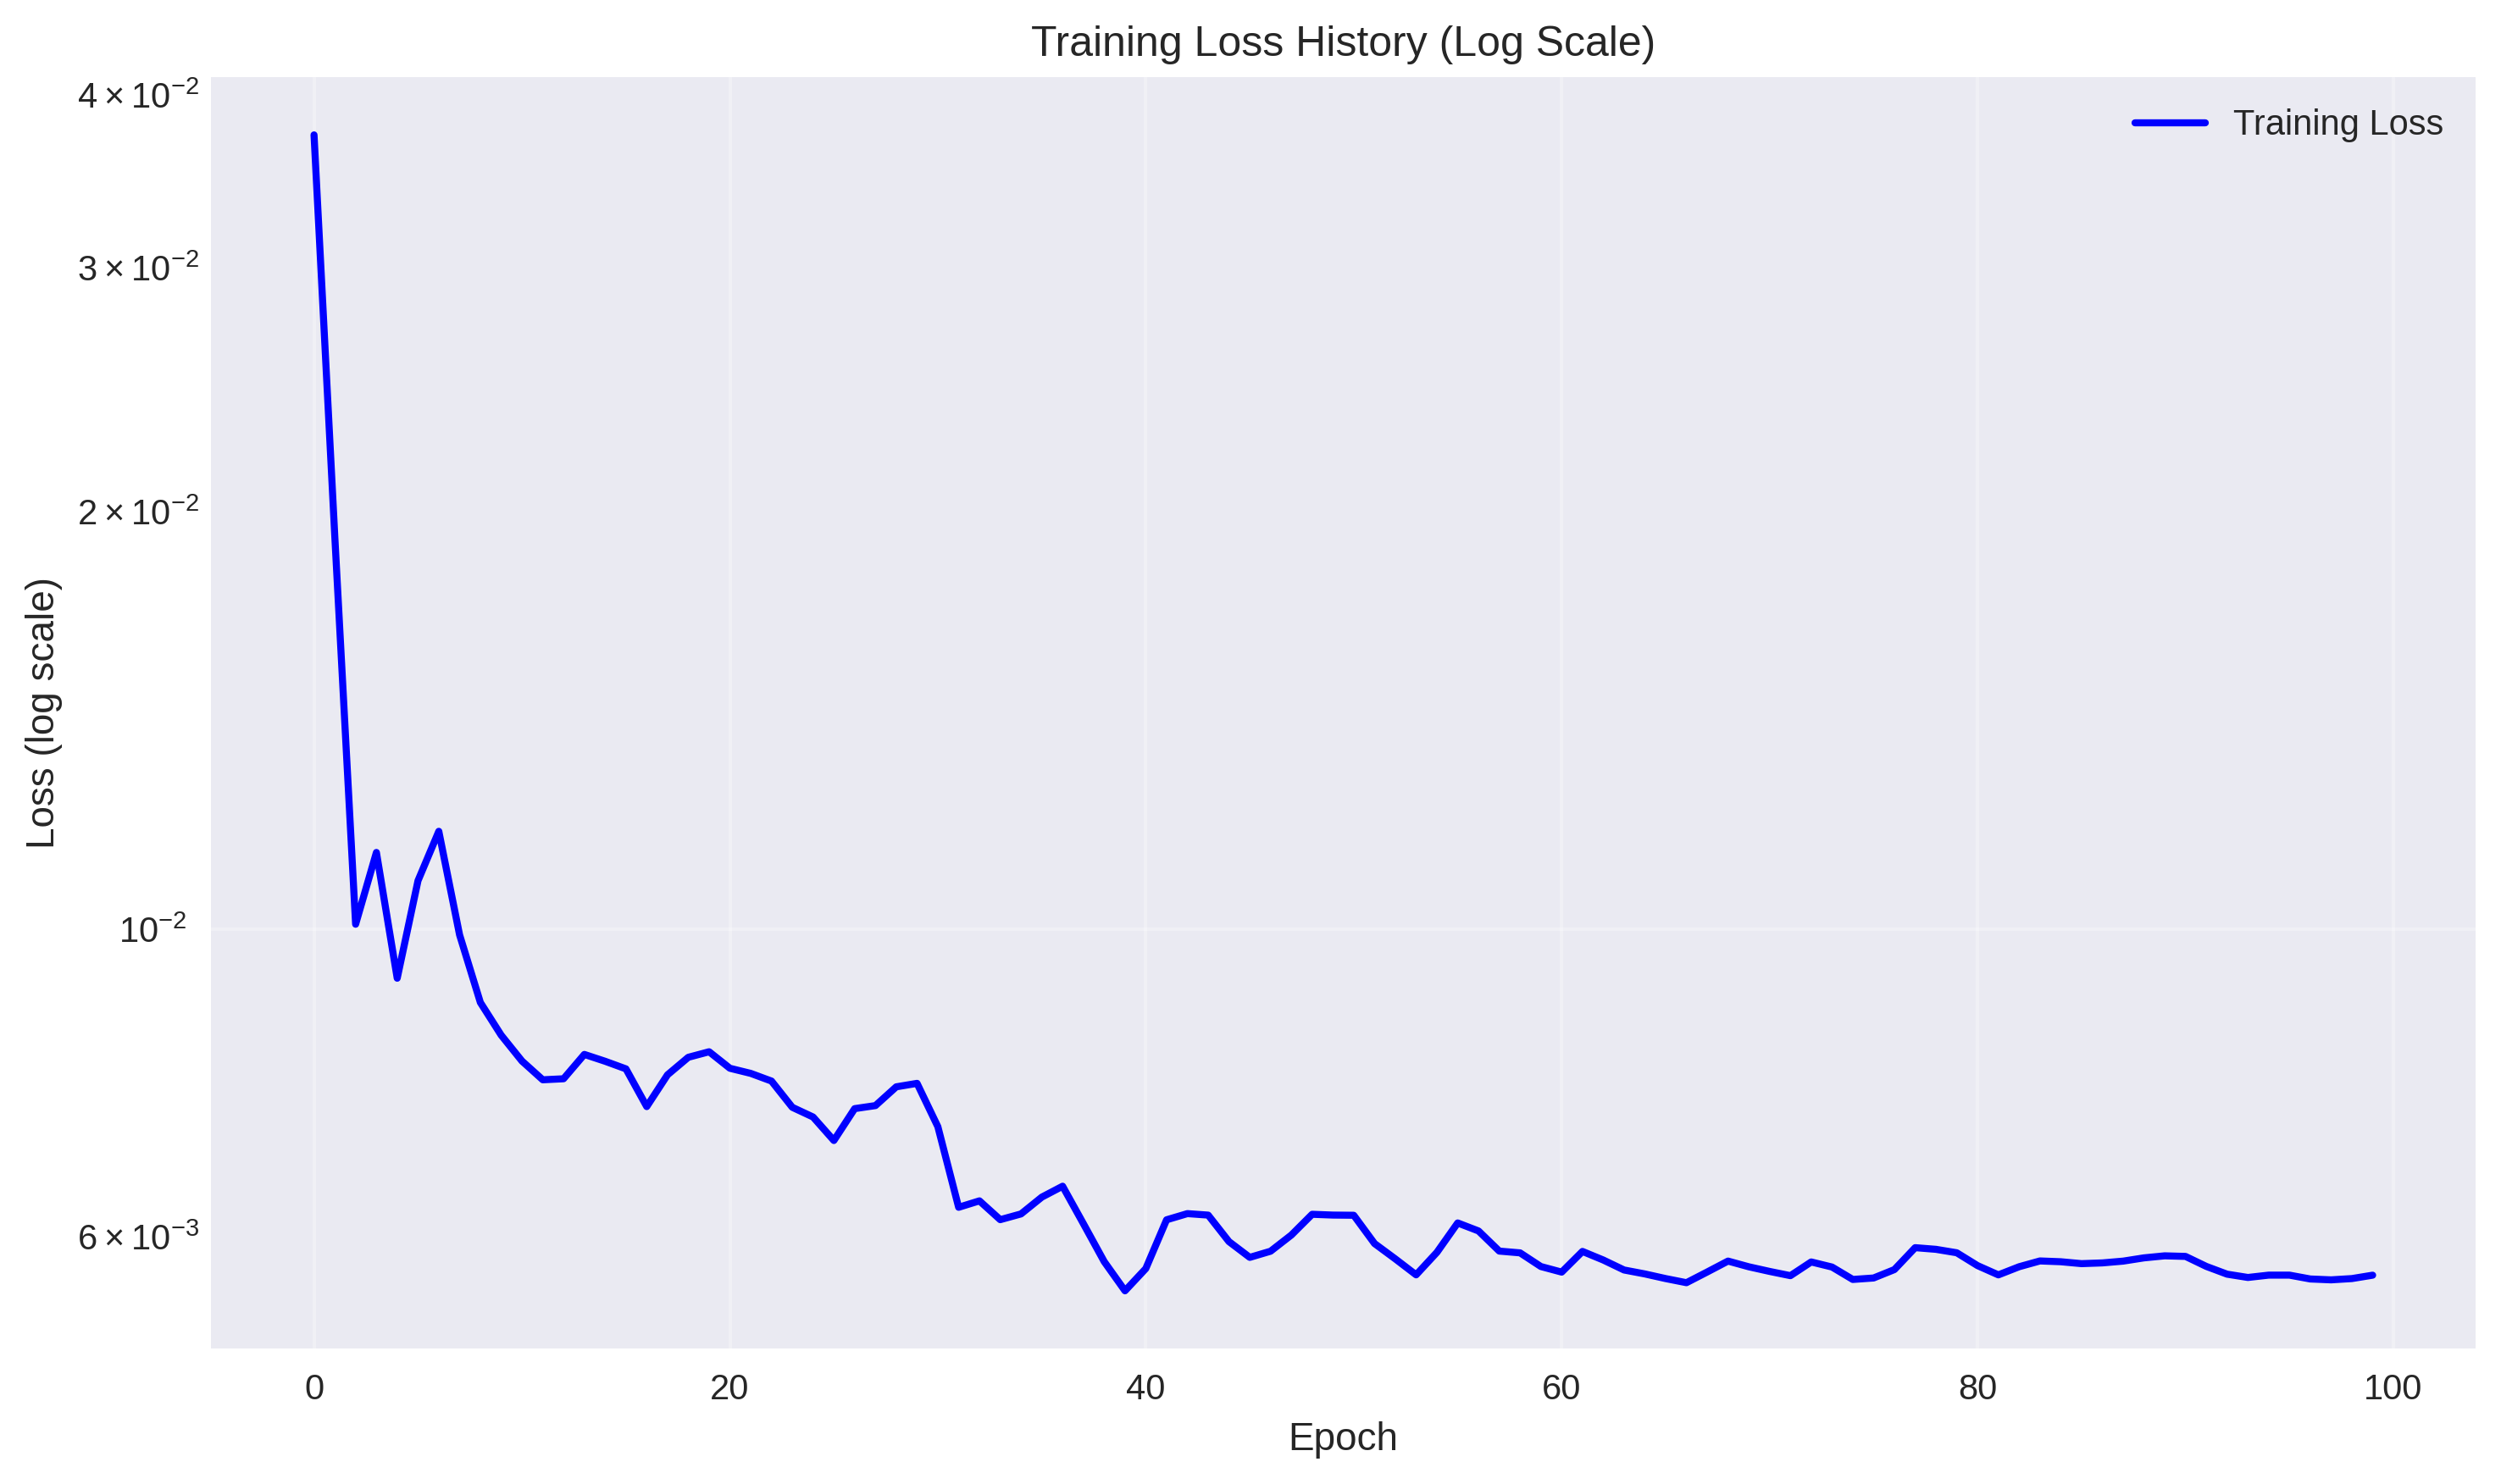 Training Loss History (Log Scale)
4 × 10⁻²
3 × 10⁻²
2 × 10⁻²
10⁻²
6 × 10⁻³
Loss (log scale)
Training Loss
0 20 40 60 80 100
Epoch